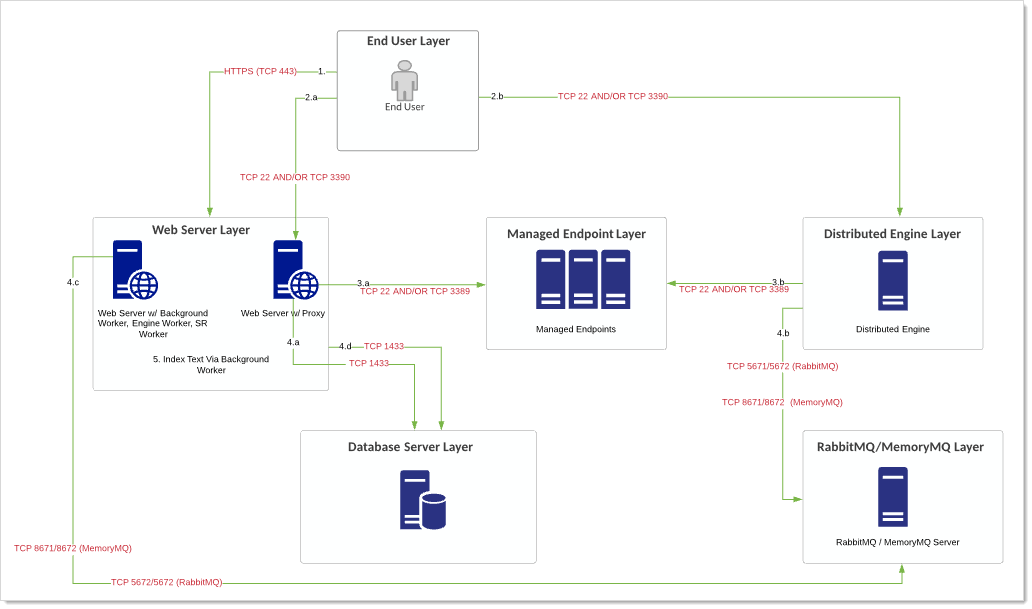 End User Layer
HTTPS (TCP 443)
1.
End User
2.a
2.b
TCP 22 AND/OR TCP 3390
TCP 22 AND/OR TCP 3390
Web Server Layer
Managed Endpoint Layer
Distributed Engine Layer
4.c
3.a
TCP 22 AND/OR TCP 3389
3.b
TCP 22 AND/OR TCP 3389
Web Server w/ Background
Worker, Engine Worker, SR
Worker
Web Server w/ Proxy
Managed Endpoints
Distributed Engine
4.a
4.b
4.d
TCP 1433
5. Index Text Via Background
Worker
TCP 1433
TCP 5671/5672 (RabbitMQ)
TCP 8671/8672 (MemoryMQ)
Database Server Layer
RabbitMQ/MemoryMQ Layer
RabbitMQ / MemoryMQ Server
TCP 8671/8672 (MemoryMQ)
TCP 5672/5672 (RabbitMQ)